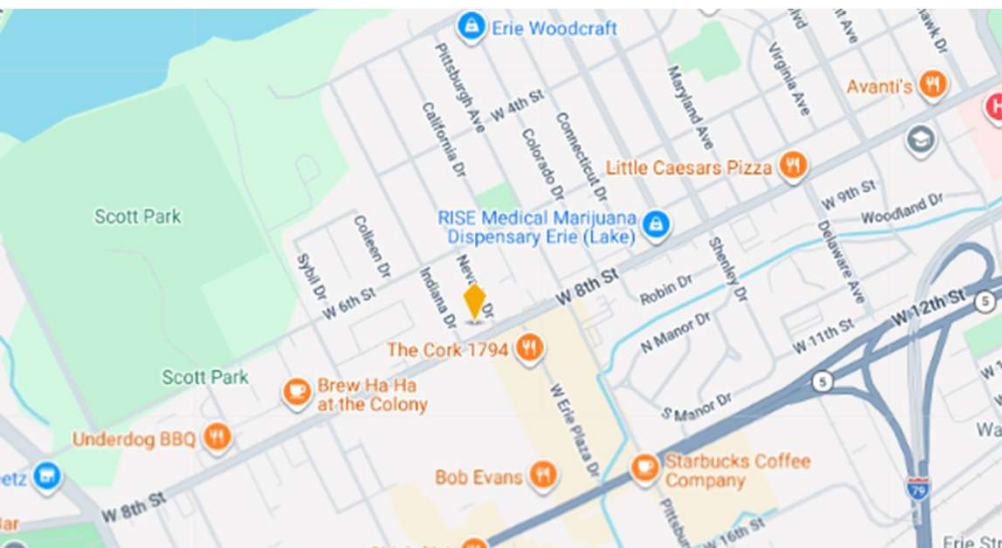 Erie Woodcraft
Pittsburgh Ave
W 4th St
California Dr
Colorado Dr
Connecticut Dr
Maryland Ave
Virginia Ave
Avanti's
Little Caesars Pizza
W 9th St
Woodland Dr
Scott Park
RISE Medical Marijuana
Dispensary Erie (Lake)
Colleen Dr
Sybil Dr
W 6th St
Indiana Dr
W 8th St
Robin Dr
Shenley Dr
Delaware Ave
W 12th St
5
N Manor Dr
W 11th St
The Cork 1794
Scott Park
Brew Ha Ha
at the Colony
5
W Erie Plaza Dr
S Manor Dr
Underdog BBQ
Bob Evans
Starbucks Coffee
Company
79
W 8th St
W 16th St